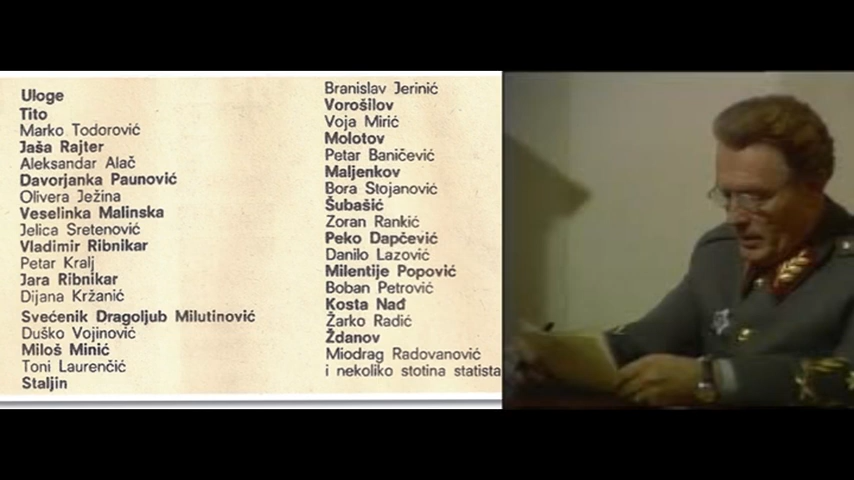 Uloge
Tito
Marko Todorović
Jaša Rajter
Aleksandar Alač
Davorjanka Paunović
Olivera Ježina
Veselinka Malinska
Jelica Sretenović
Vladimir Ribnikar
Petar Kralj
Jara Ribnikar
Dijana Kržanić
Svećenik Dragoljub Milutinović
Duško Vojinović
Miloš Minić
Toni Laurenčić
Staljin
Branislav Jerinić
Vorošilov
Voja Mirić
Molotov
Petar Baničević
Maljenkov
Bora Stojanović
Šubašić
Zoran Rankić
Peko Dapčević
Danilo Lazović
Milentije Popović
Boban Petrović
Kosta Nađ
Žarko Radić
Ždanov
Miodrag Radovanović
i nekoliko stotina statista